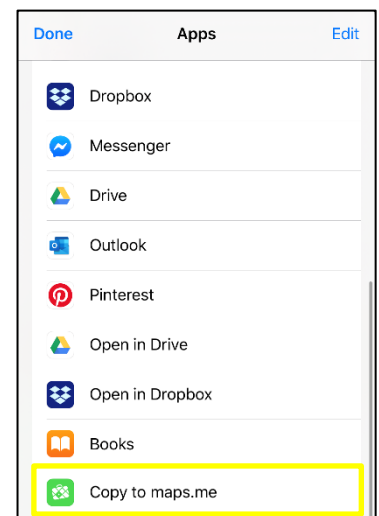 Done Apps Edit
Dropbox
Messenger
Drive
Outlook
Pinterest
Open in Drive
Open in Dropbox
Books
Copy to maps.me